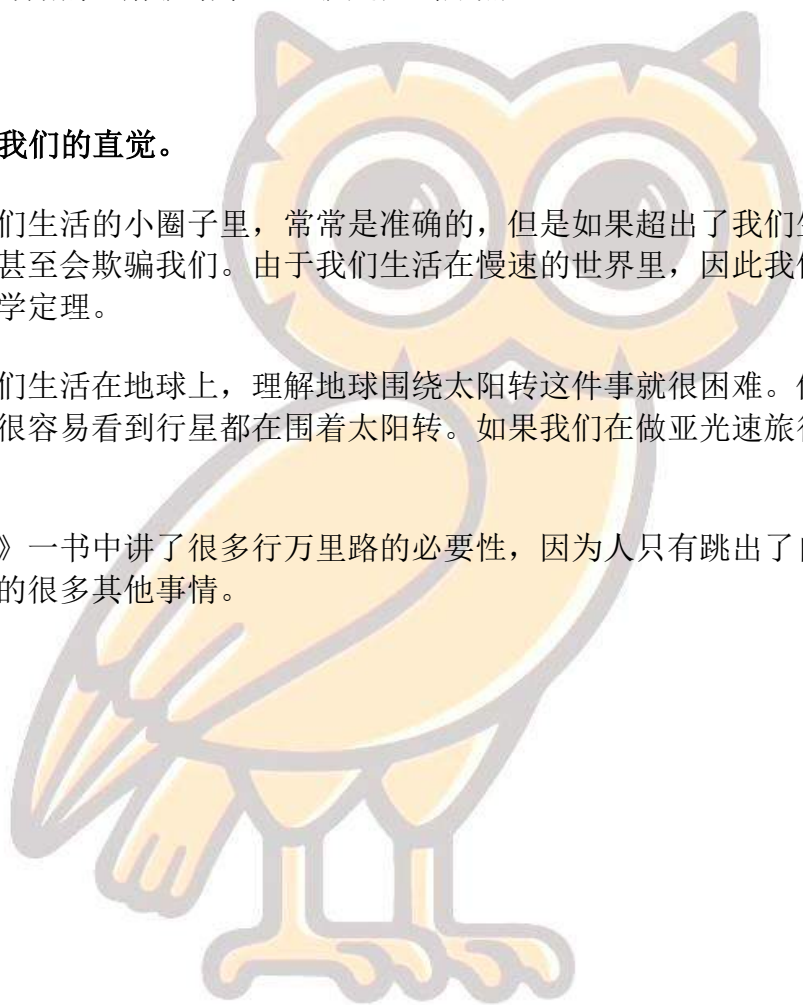 我们的直觉。
们生活的小圈子里，常常是准确的，但是如果超出了我们
甚至会欺骗我们。由于我们生活在慢速的世界里，因此我
学定理。
们生活在地球上，理解地球围绕太阳转这件事就很困难。
很容易看到行星都在围着太阳转。如果我们在做亚光速旅
》一书中讲了很多行万里路的必要性，因为人只有跳出了
的很多其他事情。